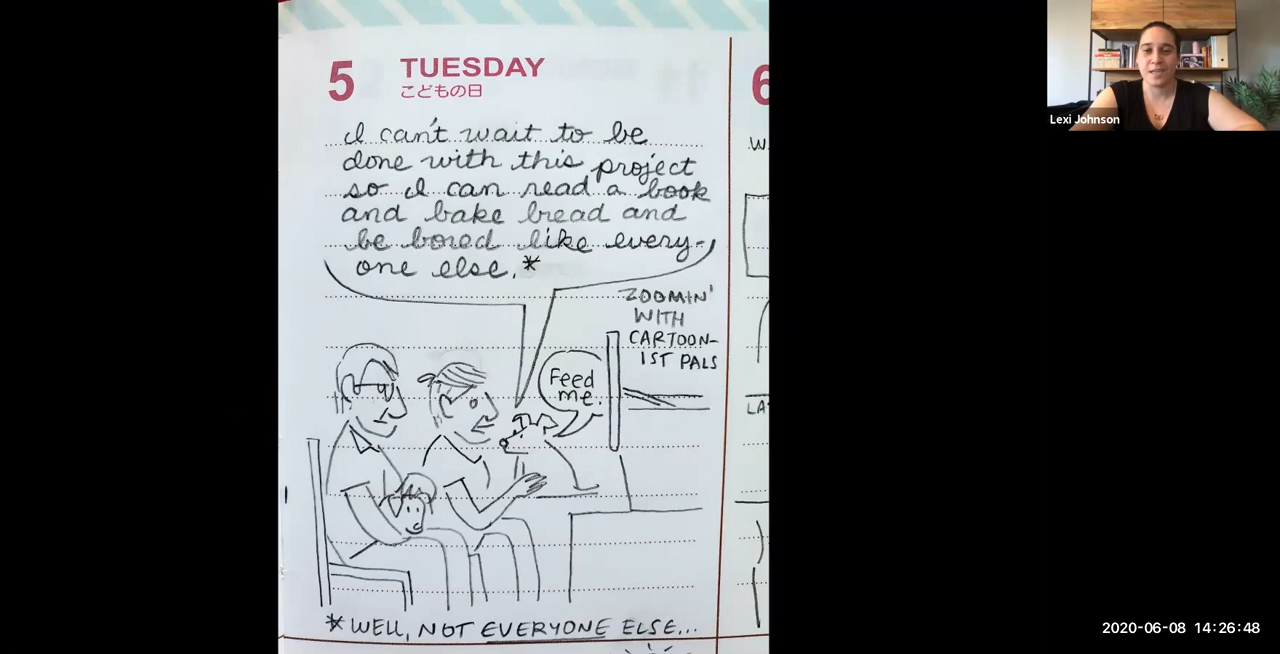 5 TUESDAY
こどもの日
I can't wait to be
done with this project
so I can read a book
and bake bread and
be bored like every-
one else.*
ZOOMIN'
WITH
CARTOON-
IST PALS
Feed
me.
* WELL, NOT EVERYONE ELSE...
6
W
LA
Lexi Johnson
2020-06-08 14:26:48